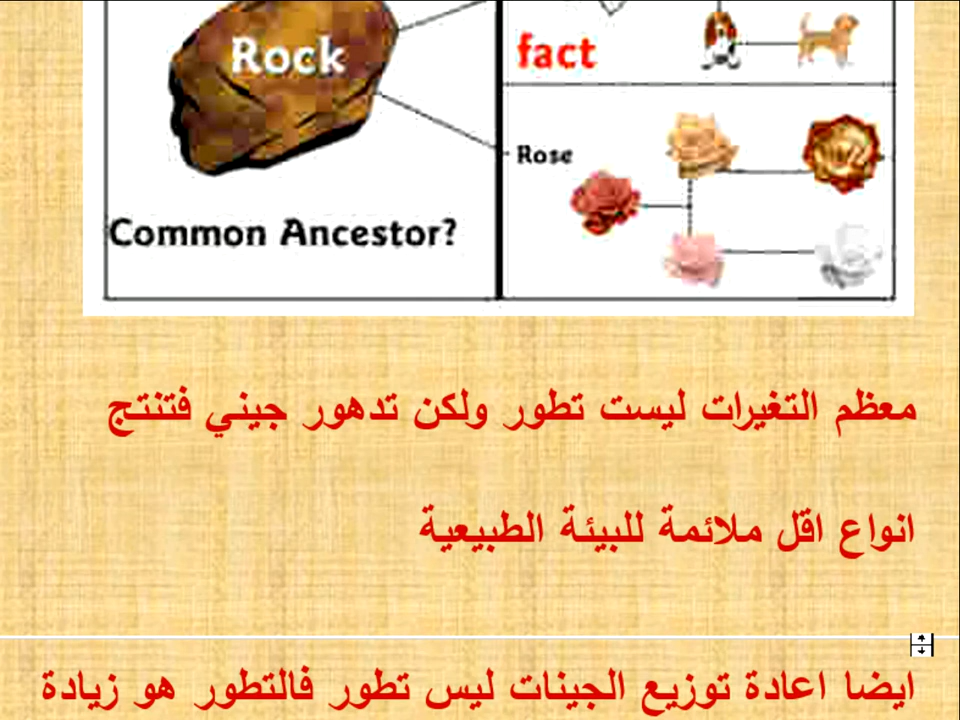 Rock
fact
Rose
Common Ancestor?
معظم التغيرات ليست تطور ولكن تدهور جيني فتنتج
انواع اقل ملائمة للبيئة الطبيعية
ايضا اعادة توزيع الجينات ليس تطور فالتطور هو زيادة